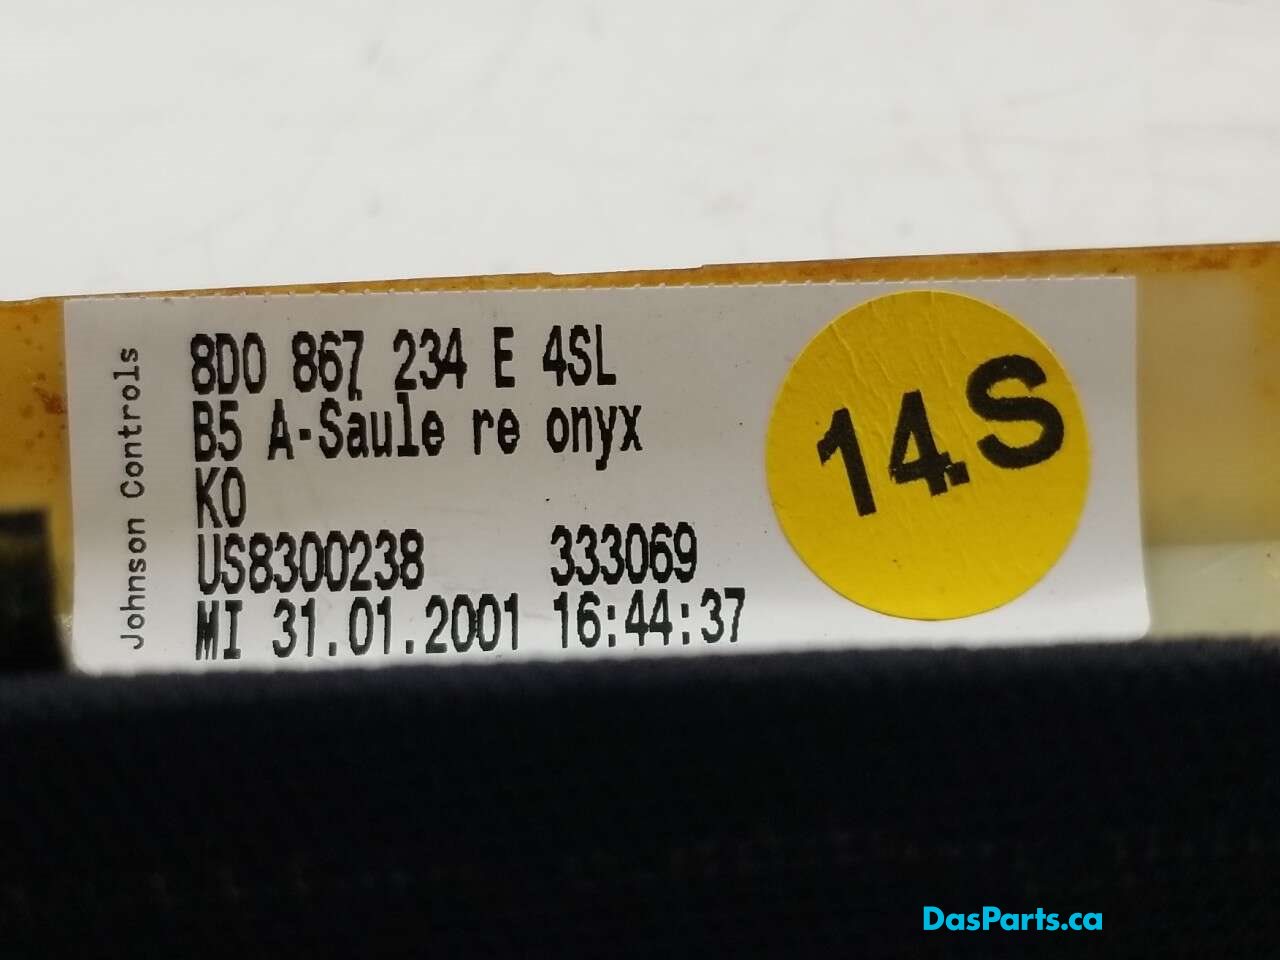 Johnson Controls
8D0 867 234 E 4SL
B5 A-Saule re onyx
KO
US8300238 333069
MI 31.01.2001 16:44:37
14.S
DasParts.ca